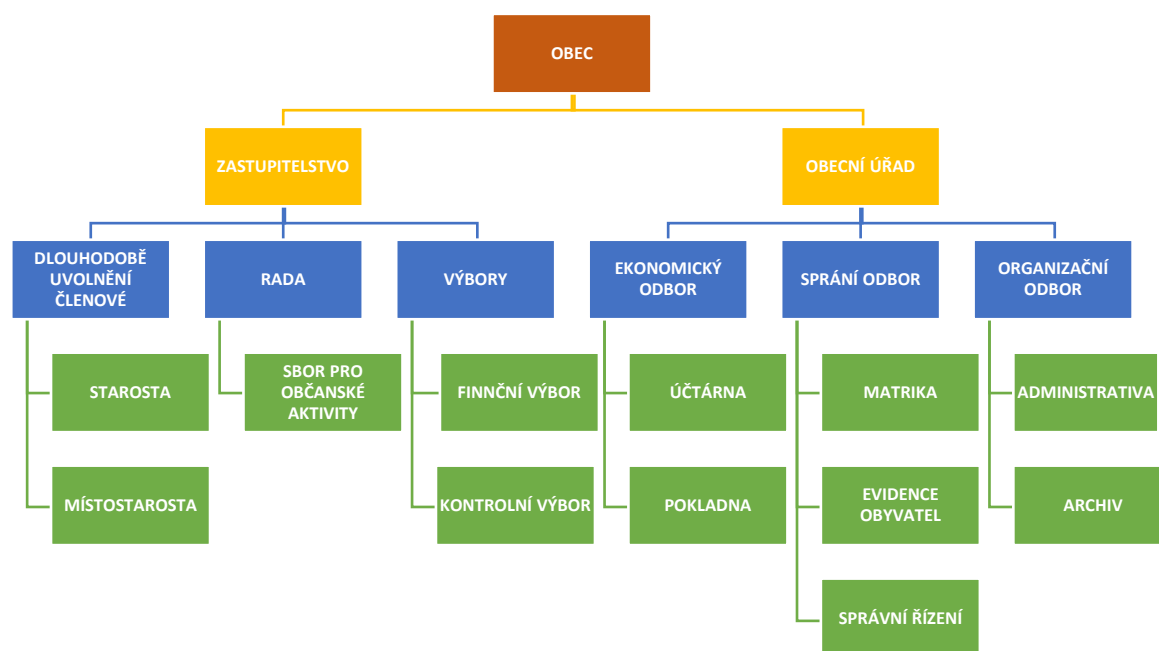 OBEC
ZASTUPITELSTVO
OBECNÍ ÚŘAD
DLOUHODOBĚ
UVOLNĚNÍ
ČLENOVÉ
RADA
VÝBORY
EKONOMICKÝ
ODBOR
SPRÁNÍ ODBOR
ORGANIZAČNÍ
ODBOR
STAROSTA
SBOR PRO
OBČANSKÉ
AKTIVITY
FINNČNÍ VÝBOR
ÚČTÁRNA
MATRIKA
ADMINISTRATIVA
MÍSTOSTAROSTA
KONTROLNÍ VÝBOR
POKLADNA
EVIDENCE
OBYVATEL
ARCHIV
SPRÁVNÍ ŘÍZENÍ